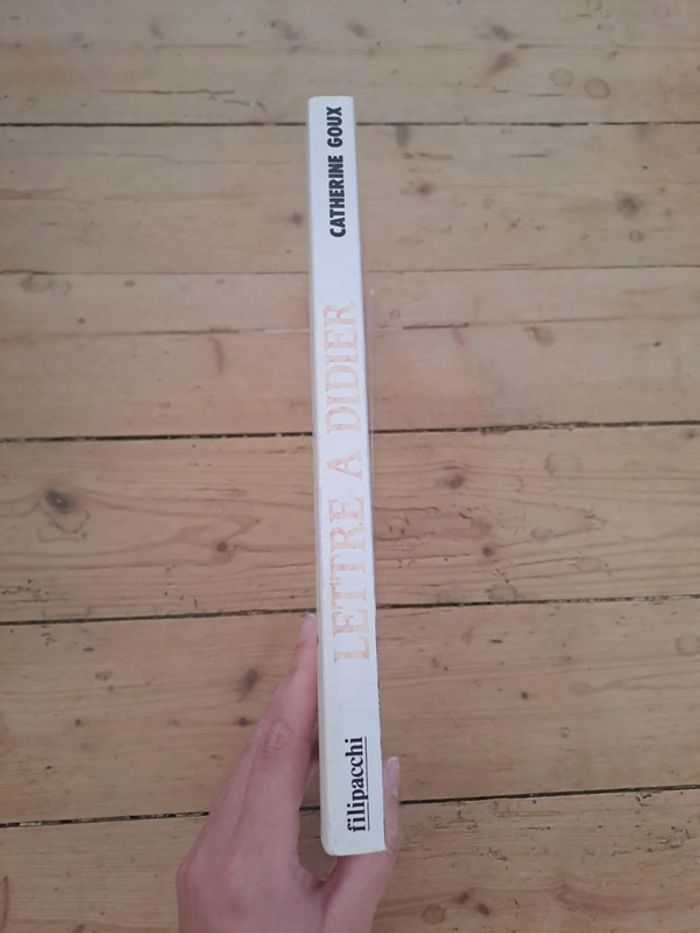 CATHERINE GOUX
LETTRE A DIDIER
filipacchi